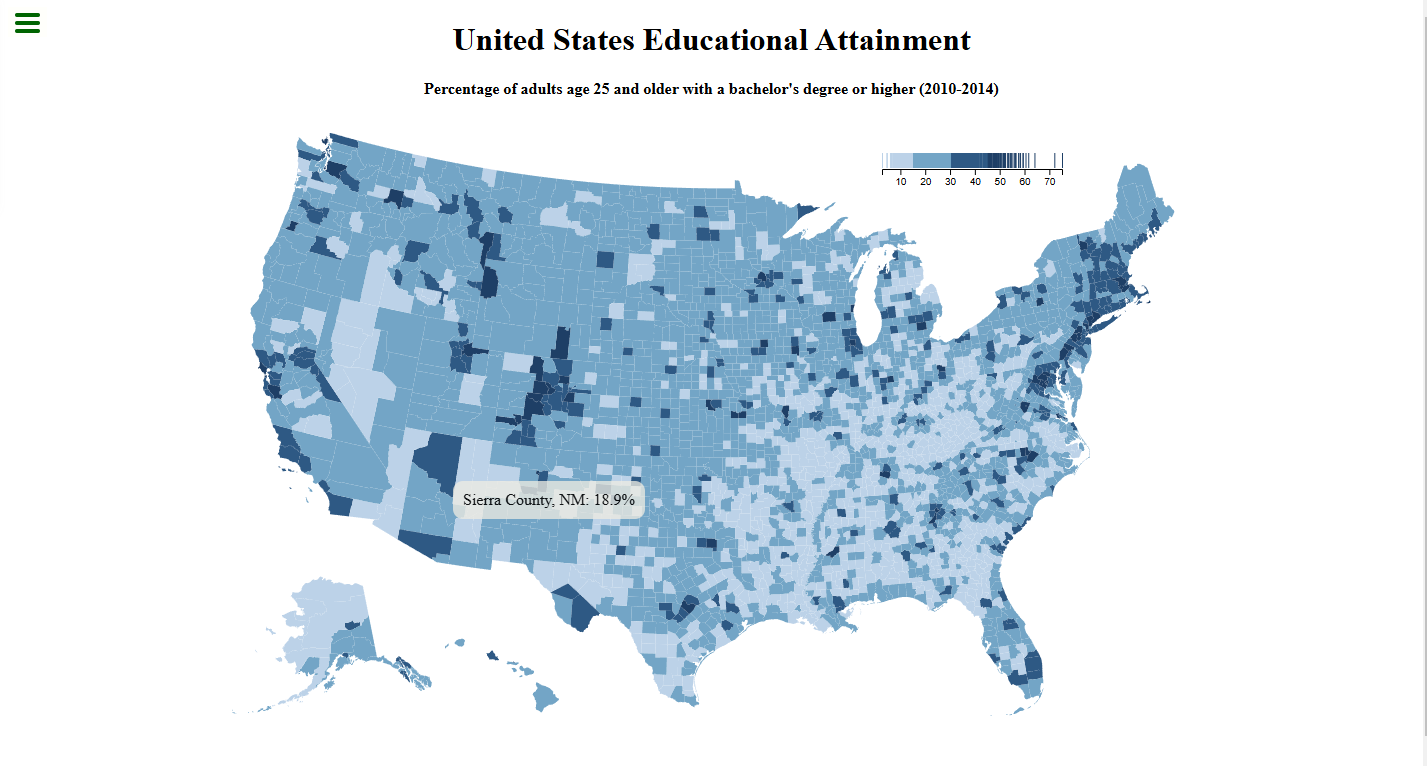 United States Educational Attainment
Percentage of adults age 25 and older with a bachelor's degree or higher (2010-2014)
10 20 30 40 50 60 70
Sierra County, NM: 18.9%